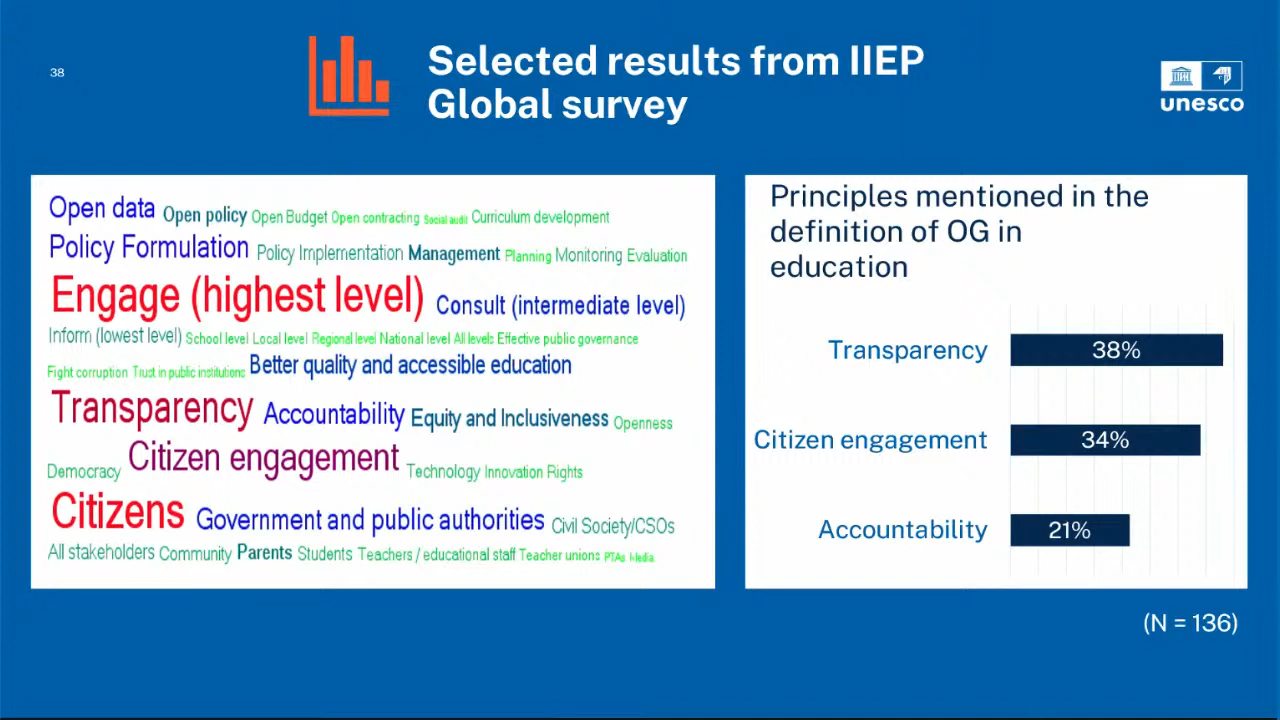 38
Selected results from IIEP
Global survey
unesco
Open data Open policy Open Budget Open contracting Social audit Curriculum development
Policy Formulation Policy Implementation Management Planning Monitoring Evaluation
Engage (highest level) Consult (intermediate level)
Inform (lowest level) School level Local level Regional level National level All levels Effective public governance
Fight corruption Trust in public institutions Better quality and accessible education
Transparency Accountability Equity and Inclusiveness Openness
Democracy Citizen engagement Technology Innovation Rights
Citizens Government and public authorities Civil Society/CSOs
All stakeholders Community Parents Students Teachers / educational staff Teacher unions PTAs Media
Principles mentioned in the
definition of OG in
education
Transparency 38%
Citizen engagement 34%
Accountability 21%
(N = 136)